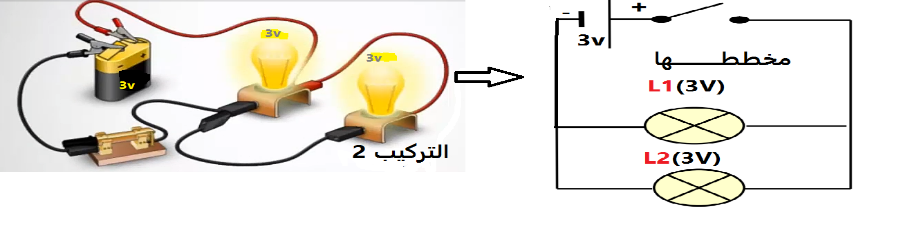 3v
3v
3v
التركيب 2
- +
3v
مخططــــها
L1(3V)
L2(3V)